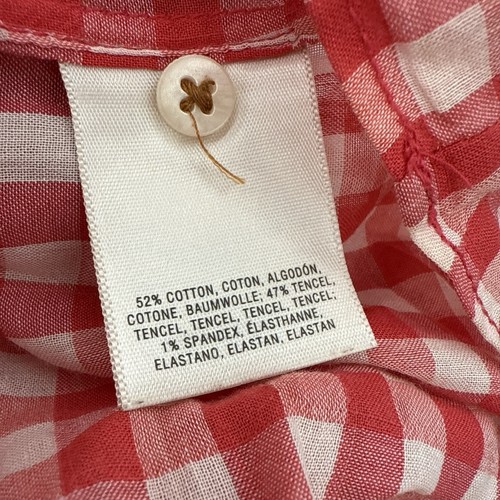 52% COTTON, COTON, ALGODÓN,
COTONE, BAUMWOLLE; 47% TENCEL,
TENCEL, TENCEL, TENCEL, TENCEL;
1% SPANDEX, ÉLASTHANNE,
ELASTANO, ELASTAN, ELASTAN